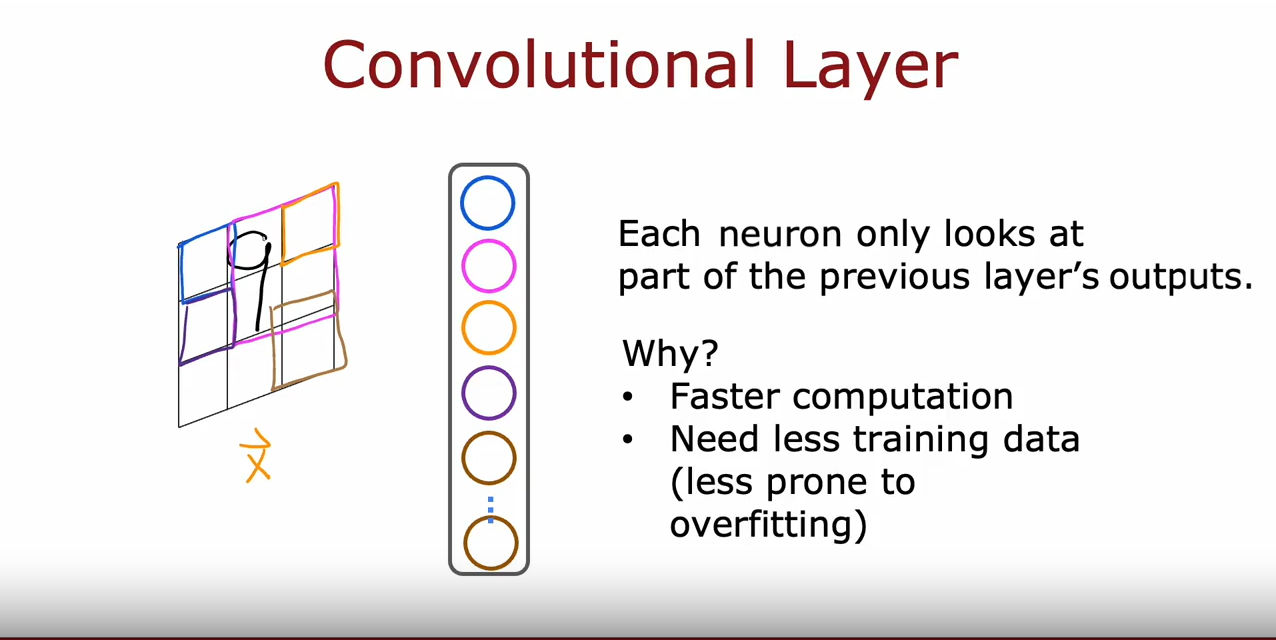 Convolutional Layer
9
Each neuron only looks at
part of the previous layer's outputs.
Why?
• Faster computation
• Need less training data
(less prone to
overfitting)
x⃗